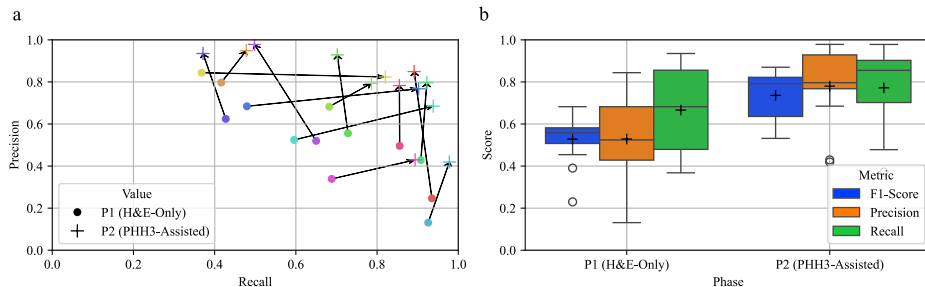 a
1.0
0.8
0.6
0.4
0.2
0.0
Precision
Value
P1 (H&E-Only)
P2 (PHH3-Assisted)
0.0 0.2 0.4 0.6 0.8 1.0
Recall
b
1.0
0.8
0.6
0.4
0.2
0.0
Score
Metric
F1-Score
Precision
Recall
P1 (H&E-Only) P2 (PHH3-Assisted)
Phase